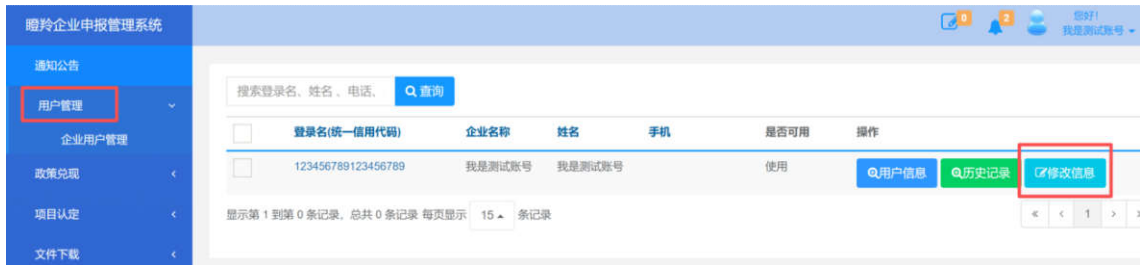 瞪羚企业申报管理系统
0
2
您好!
我是测试账号
通知公告
用户管理
企业用户管理
政策兑现
项目认定
文件下载
搜索登录名、姓名、电话、 查询
登录名(统一信用代码) 企业名称 姓名 手机 是否可用 操作
123456789123456789 我是测试账号 我是测试账号 使用 用户信息 历史记录 修改信息
显示第 1 到第 0 条记录，总共 0 条记录 每页显示 15 条记录
« ‹ 1 ›